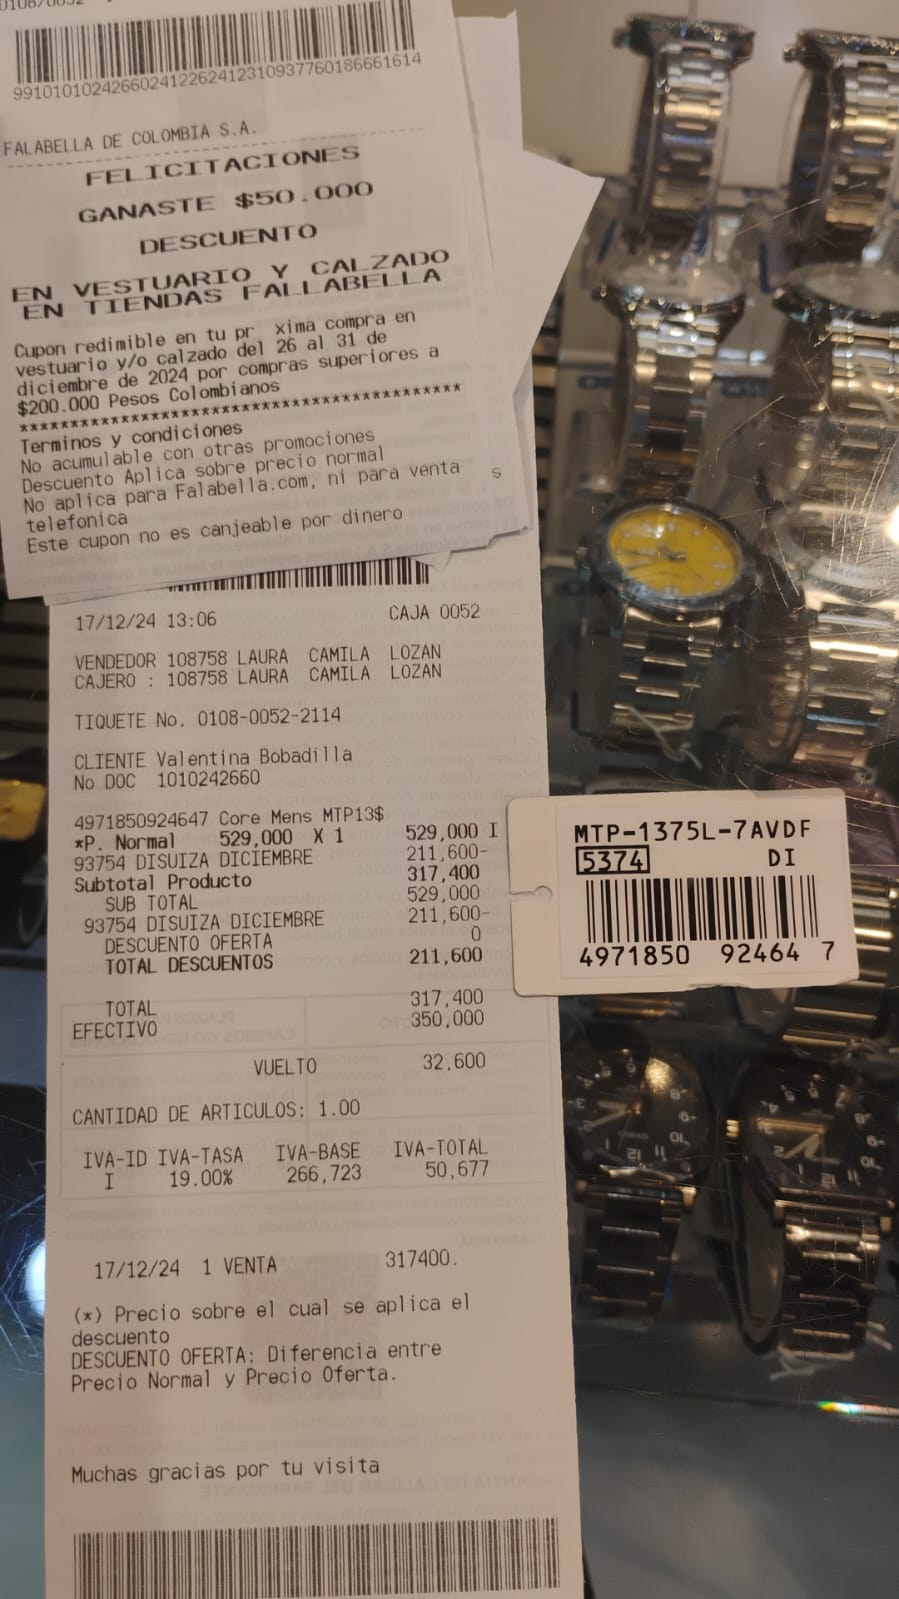 99101010242660241226241231093777601866661614
FALABELLA DE COLOMBIA S.A.
FELICITACIONES
GANASTE $50.000
DESCUENTO
EN VESTUARIO Y CALZADO
EN TIENDAS FALLABELLA
Cupon redimible en tu pr xima compra en
vestuario y/o calzado del 26 al 31 de
diciembre de 2024 por compras superiores a
$200.000 Pesos Colombianos
*******************************************
Terminos y condiciones
No acumulable con otras promociones
Descuento Aplica sobre precio normal
No aplica para Falabella.com, ni para venta s
telefonica
Este cupon no es canjeable por dinero
17/12/24 13:06 CAJA 0052
VENDEDOR 108758 LAURA CAMILA LOZAN
CAJERO : 108758 LAURA CAMILA LOZAN
TIQUETE No. 0108-0052-2114
CLIENTE Valentina Bobadilla
No DOC 1010242660
4971850924647 Core Mens MTP13$
*P. Normal 529,000 X 1 529,000 I
93754 DISUIZA DICIEMBRE 211,600-
Subtotal Producto 317,400
SUB TOTAL 529,000
93754 DISUIZA DICIEMBRE 211,600-
DESCUENTO OFERTA 0
TOTAL DESCUENTOS 211,600
TOTAL 317,400
EFECTIVO 350,000
VUELTO 32,600
CANTIDAD DE ARTICULOS: 1.00
IVA-ID IVA-TASA IVA-BASE IVA-TOTAL
I 19.00% 266,723 50,677
17/12/24 1 VENTA 317400.
(*) Precio sobre el cual se aplica el
descuento
DESCUENTO OFERTA: Diferencia entre
Precio Normal y Precio Oferta.
Muchas gracias por tu visita
MTP-1375L-7AVDF
5374 DI
4971850 92464 7